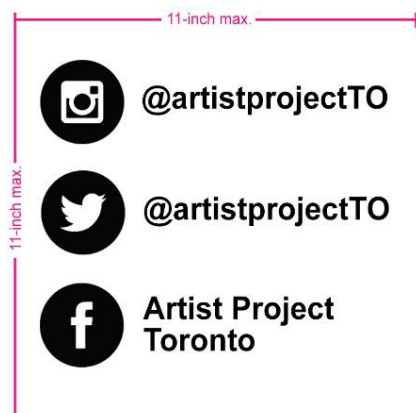 11-inch max.
11-inch max.
@artistprojectTO
@artistprojectTO
f Artist Project
Toronto